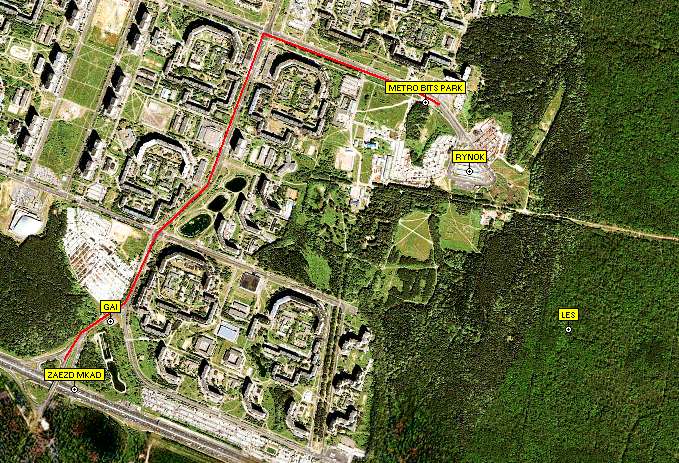 METRO BITS PARK
RYNOK
GAI
LES
ZAEZD MKAD